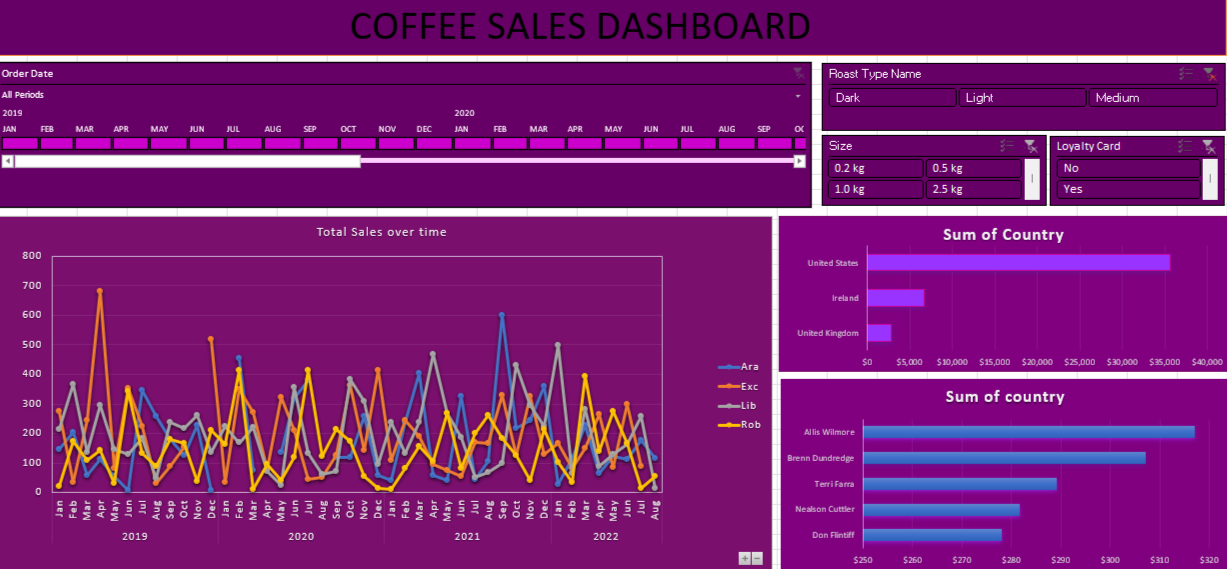 COFFEE SALES DASHBOARD
Order Date
All Periods
2019 2020
JAN FEB MAR APR MAY JUN JUL AUG SEP OCT NOV DEC JAN FEB MAR APR MAY JUN JUL AUG SEP OC
Roast Type Name
Dark Light Medium
Size
0.2 kg 0.5 kg
1.0 kg 2.5 kg
Loyalty Card
No
Yes
Total Sales over time
800
700
600
500
400
300
200
100
0
Jan Feb Mar Apr May Jun Jul Aug Sep Oct Nov Dec Jan Feb Mar Apr May Jun Jul Aug Sep Oct Nov Dec Jan Feb Mar Apr May Jun Jul Aug Sep Oct Nov Dec Jan Feb Mar Apr May Jun Jul Aug
2019 2020 2021 2022
Ara
Exc
Lib
Rob
Sum of Country
United States
Ireland
United Kingdom
$0 $5,000 $10,000 $15,000 $20,000 $25,000 $30,000 $35,000 $40,000
Sum of country
Allis Wilmore
Brenn Dundredge
Terri Farra
Nealson Cuttler
Don Flintiff
$250 $260 $270 $280 $290 $300 $310 $320